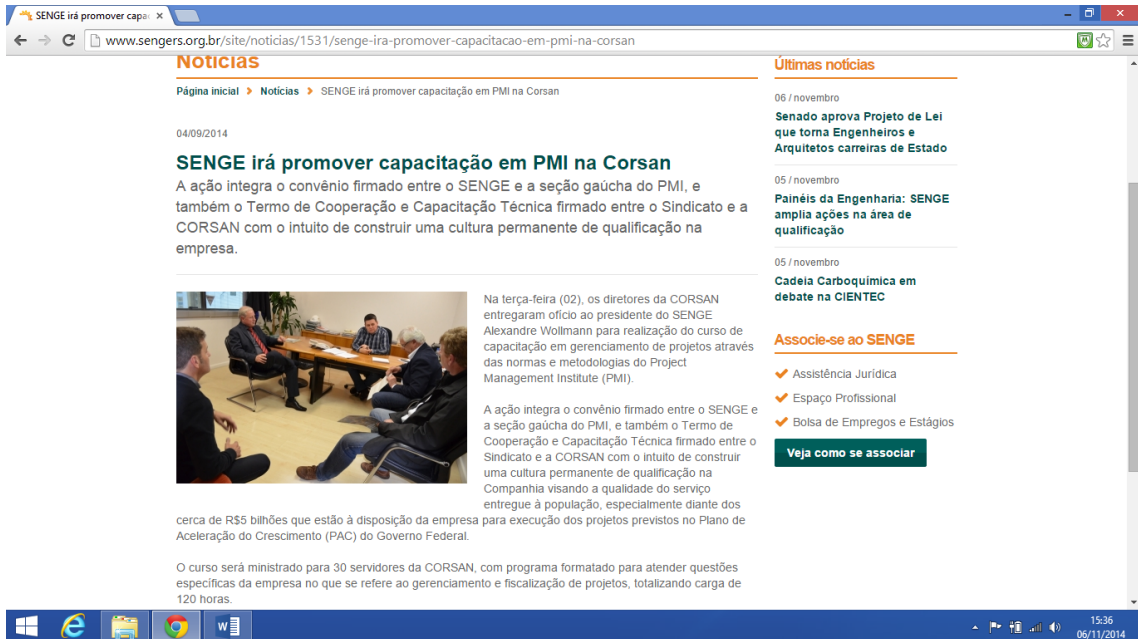 SENGE irá promover capac
www.sengers.org.br/site/noticias/1531/senge-ira-promover-capacitacao-em-pmi-na-corsan
Notícias
Página inicial > Notícias > SENGE irá promover capacitação em PMI na Corsan
04/09/2014
SENGE irá promover capacitação em PMI na Corsan
A ação integra o convênio firmado entre o SENGE e a seção gaúcha do PMI, e
também o Termo de Cooperação e Capacitação Técnica firmado entre o Sindicato e a
CORSAN com o intuito de construir uma cultura permanente de qualificação na
empresa.
Na terça-feira (02), os diretores da CORSAN
entregaram ofício ao presidente do SENGE
Alexandre Wollmann para realização do curso de
capacitação em gerenciamento de projetos através
das normas e metodologias do Project
Management Institute (PMI).
A ação integra o convênio firmado entre o SENGE e
a seção gaúcha do PMI, e também o Termo de
Cooperação e Capacitação Técnica firmado entre o
Sindicato e a CORSAN com o intuito de construir
uma cultura permanente de qualificação na
Companhia visando a qualidade do serviço
entregue à população, especialmente diante dos
cerca de R$5 bilhões que estão à disposição da empresa para execução dos projetos previstos no Plano de
Aceleração do Crescimento (PAC) do Governo Federal.
O curso será ministrado para 30 servidores da CORSAN, com programa formatado para atender questões
específicas da empresa no que se refere ao gerenciamento e fiscalização de projetos, totalizando carga de
120 horas.
Últimas notícias
06 / novembro
Senado aprova Projeto de Lei
que torna Engenheiros e
Arquitetos carreiras de Estado
05 / novembro
Painéis da Engenharia: SENGE
amplia ações na área de
qualificação
05 / novembro
Cadeia Carboquímica em
debate na CIENTEC
Associe-se ao SENGE
Assistência Jurídica
Espaço Profissional
Bolsa de Empregos e Estágios
Veja como se associar
15:36
06/11/2014